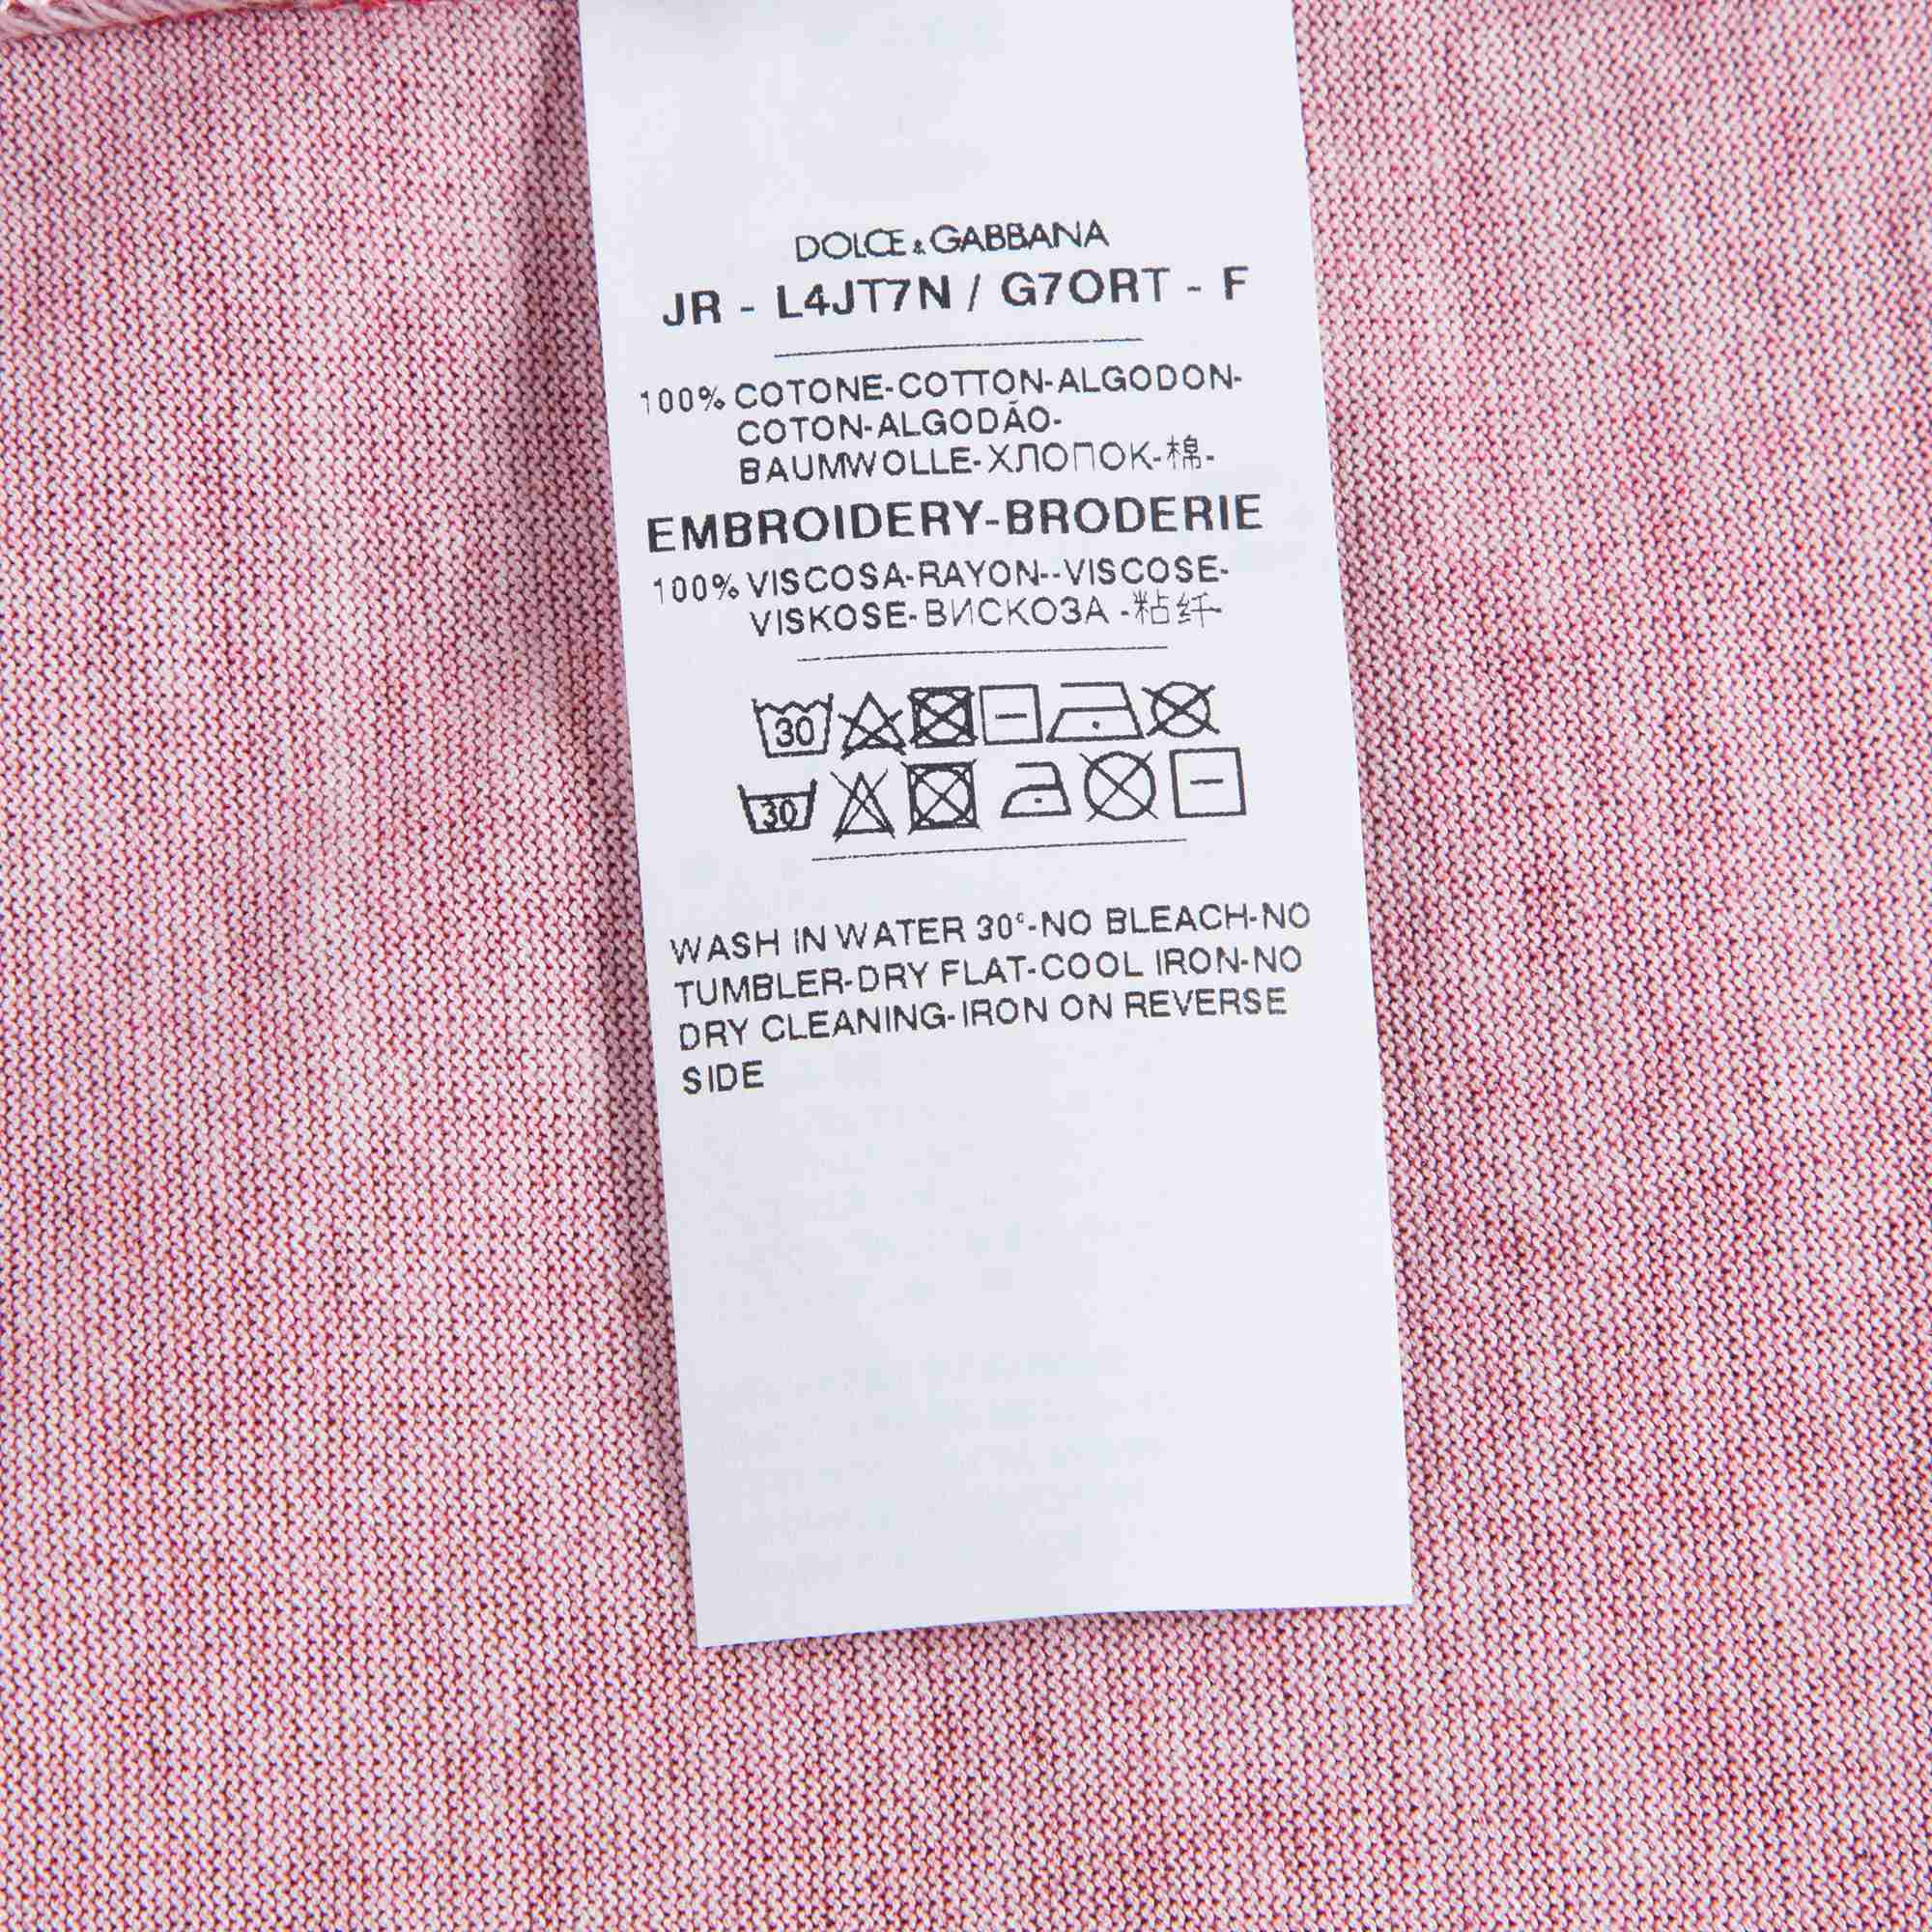 DOLCE & GABBANA
JR - L4JT7N / G7ORT - F
100% COTONE-COTTON-ALGODON-
COTON-ALGODÃO-
BAUMWOLLE-ХЛОПОК-棉-
EMBROIDERY-BRODERIE
100% VISCOSA-RAYON--VISCOSE-
VISKOSE-ВИСКОЗА -粘纤-
30
30
WASH IN WATER 30°-NO BLEACH-NO
TUMBLER-DRY FLAT-COOL IRON-NO
DRY CLEANING-IRON ON REVERSE
SIDE